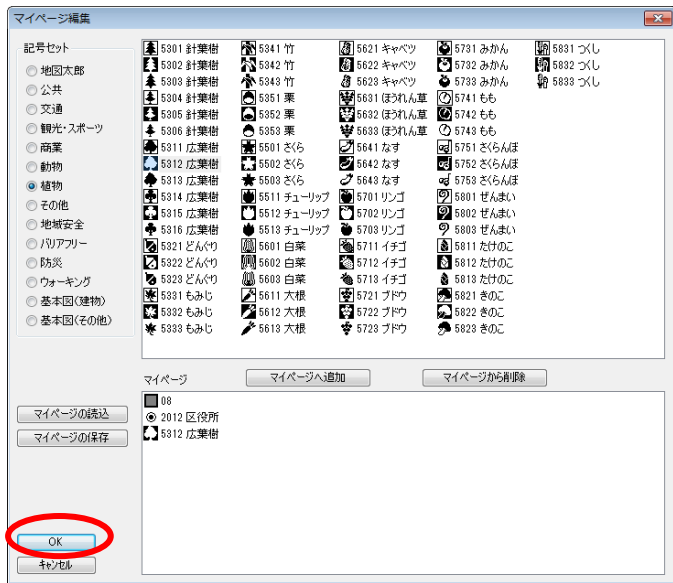 マイページ編集
記号セット
地図太郎
公共
交通
観光・スポーツ
商業
動物
植物
その他
地域安全
バリアフリー
防災
ウォーキング
基本図(建物)
基本図(その他)
5301 針葉樹
5302 針葉樹
5303 針葉樹
5304 針葉樹
5305 針葉樹
5306 針葉樹
5311 広葉樹
5312 広葉樹
5313 広葉樹
5314 広葉樹
5315 広葉樹
5316 広葉樹
5321 どんぐり
5322 どんぐり
5323 どんぐり
5331 もみじ
5332 もみじ
5333 もみじ
5341 竹
5342 竹
5343 竹
5351 栗
5352 栗
5353 栗
5501 さくら
5502 さくら
5503 さくら
5511 チューリップ
5512 チューリップ
5513 チューリップ
5601 白菜
5602 白菜
5603 白菜
5611 大根
5612 大根
5613 大根
5621 キャベツ
5622 キャベツ
5623 キャベツ
5631 ほうれん草
5632 ほうれん草
5633 ほうれん草
5641 なす
5642 なす
5643 なす
5701 リンゴ
5702 リンゴ
5703 リンゴ
5711 イチゴ
5712 イチゴ
5713 イチゴ
5721 ブドウ
5722 ブドウ
5723 ブドウ
5731 みかん
5732 みかん
5733 みかん
5741 もも
5742 もも
5743 もも
5751 さくらんぼ
5752 さくらんぼ
5753 さくらんぼ
5801 ぜんまい
5802 ぜんまい
5803 ぜんまい
5811 たけのこ
5812 たけのこ
5813 たけのこ
5821 きのこ
5822 きのこ
5823 きのこ
5831 つくし
5832 つくし
5833 つくし
マイページ
マイページへ追加
マイページから削除
08
2012 区役所
5312 広葉樹
マイページの読込
マイページの保存
OK
キャンセル